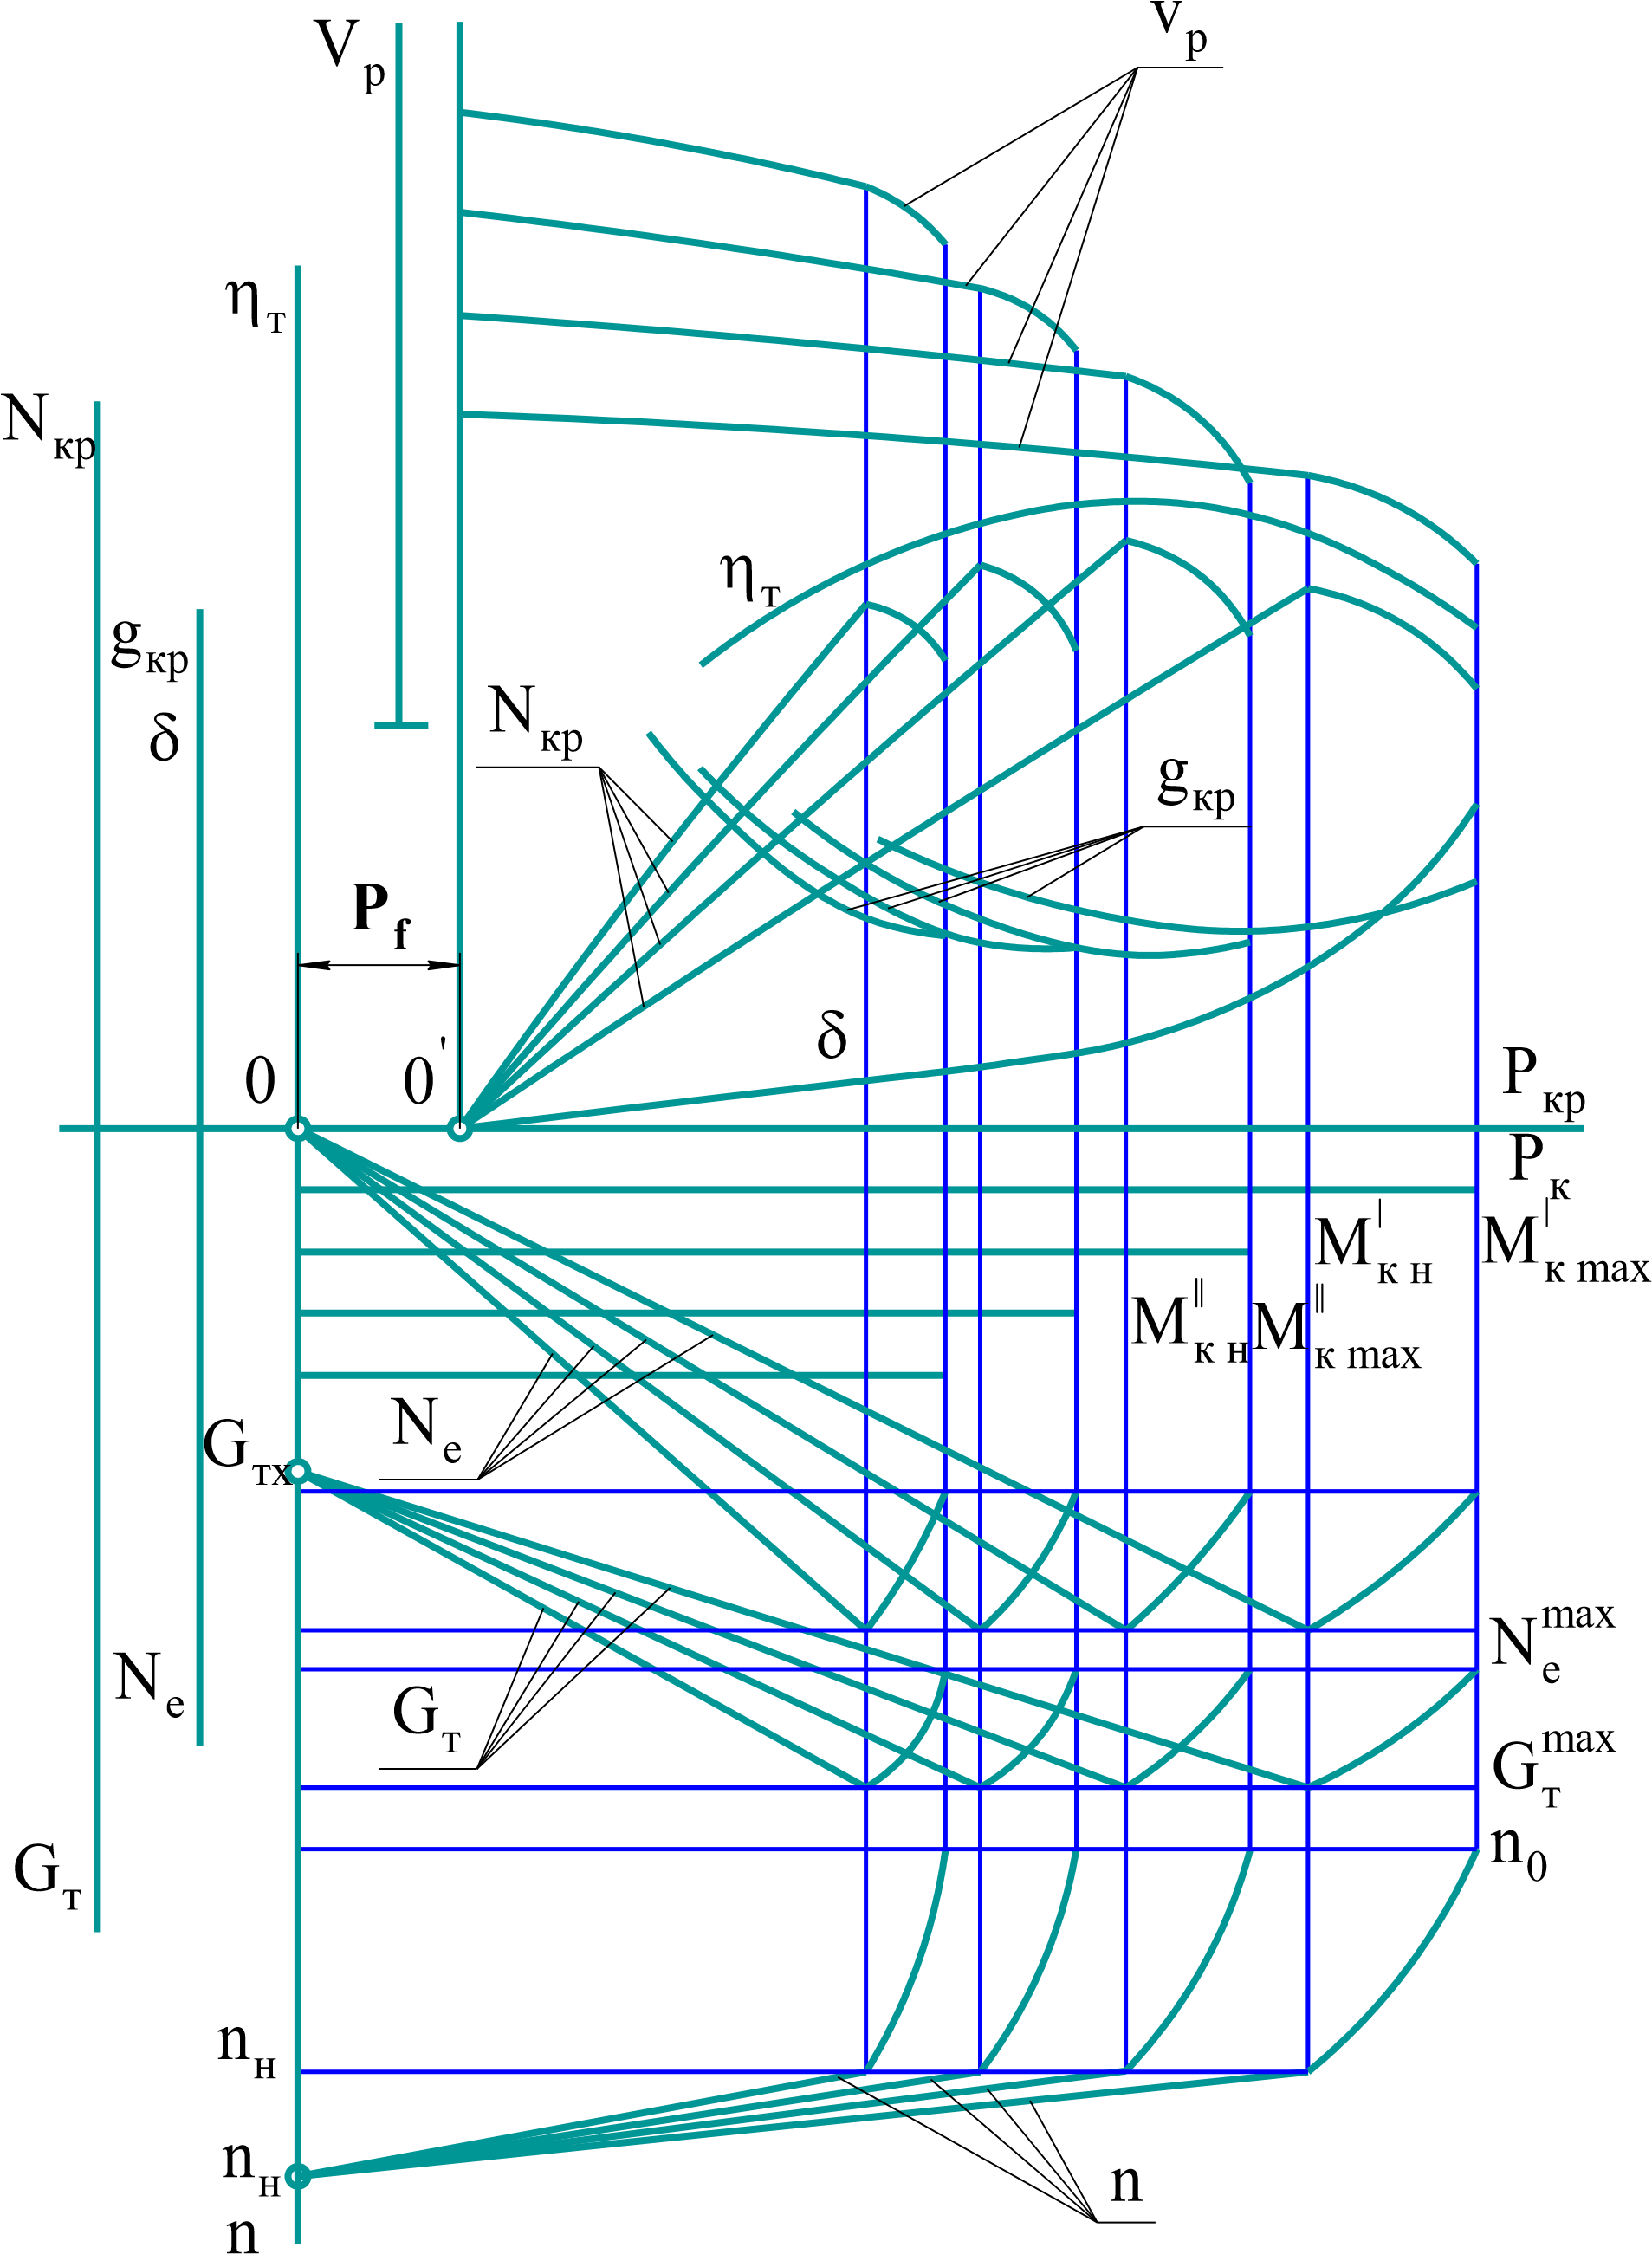 Vр
vр
ηт
Nкр
ηт
gкр
δ
Nкр
gкр
Pf
δ
0
0'
Pкр
Pк
M|к н
M|к max
M||к н
M||к max
Ne
Gтх
Nemax
Ne
Gт
Gтmax
n0
Gт
nн
nн
n
n